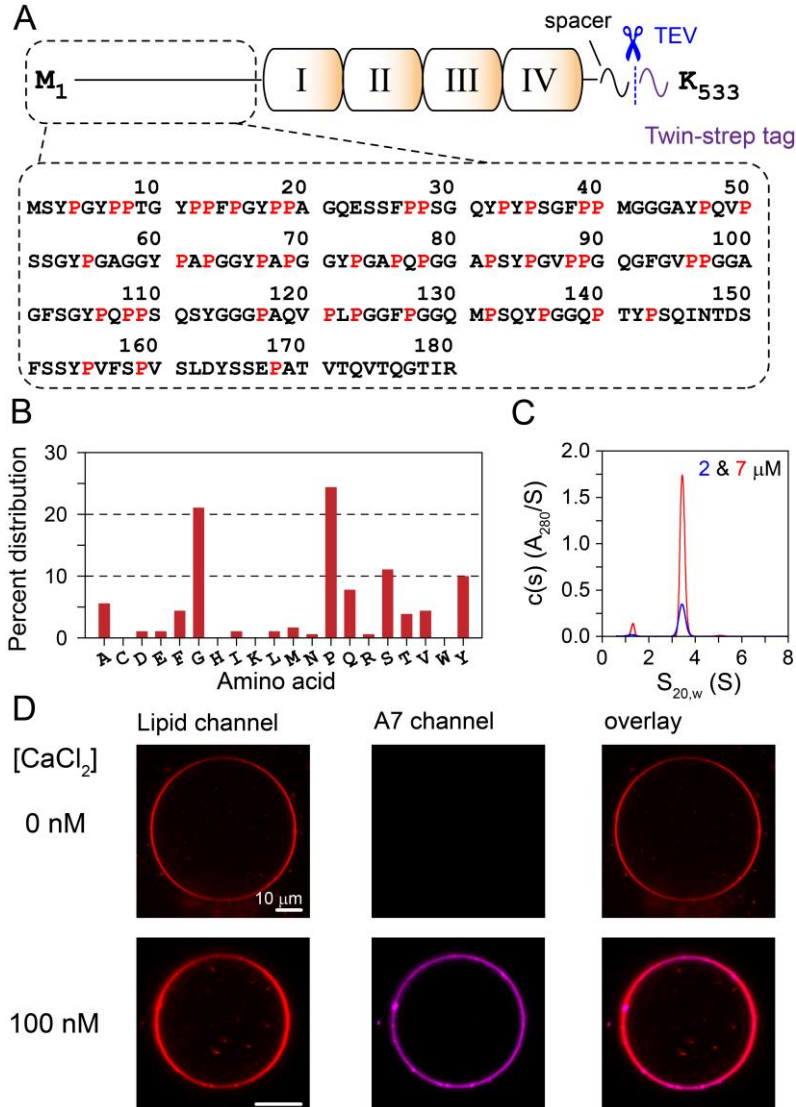 A
spacer
TEV
M1
I II III IV
K533
Twin-strep tag
10 20 30 40 50
MSYPGYPPTG YPPFPGYPPA GQESSFPPSG QYPYPSGFPP MGGGAYPQVP
60 70 80 90 100
SSGYPGAGGY PAPGGYPAPG GYPGAPQPGG APSYPGVPPG QGFGVPPGGA
110 120 130 140 150
GFSGYPQPPS QSYGGGPAQV PLPGGFPGGQ MPSQYPGGQP TYPSQINTDS
160 170 180
FSSYPVFSPV SLDYSSEPAT VTQVTQGTIR
B
30
20
10
0
Percent distribution
A C D E F G H I K L M N P Q R S T V W Y
Amino acid
C
2 & 7 μM
2.0
1.5
1.0
0.5
0.0
c(s) (A280/S)
0 2 4 6 8
S20,w (S)
D
Lipid channel A7 channel overlay
[CaCl2]
0 nM
10 μm
100 nM